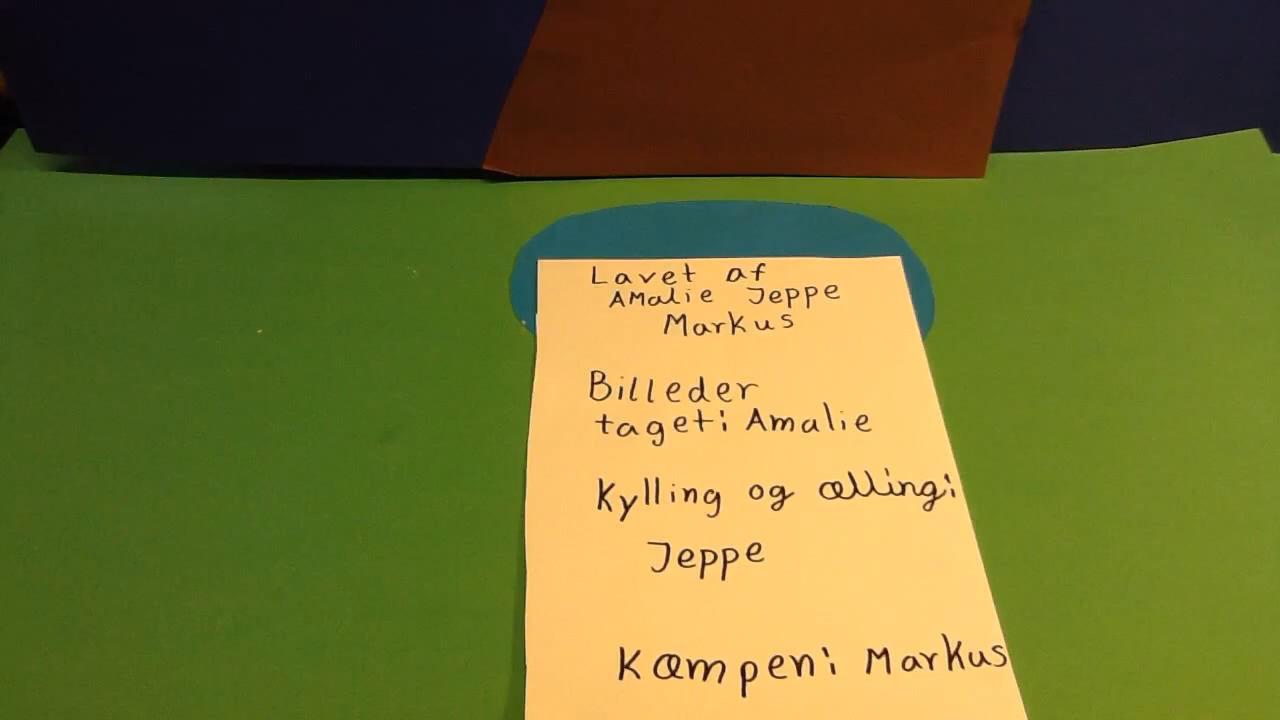 Lavet af
AMalie Jeppe
Markus
Billeder
taget: Amalie
Kylling og ælling:
Jeppe
Kæmpen: Markus